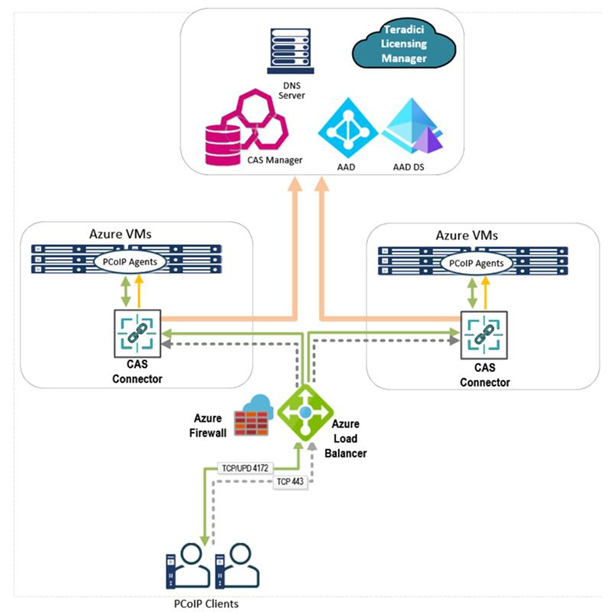 Teradici
Licensing
Manager
DNS
Server
CAS Manager
AAD
AAD DS
Azure VMs
PCoIP Agents
CAS
Connector
Azure VMs
PCoIP Agents
CAS
Connector
Azure
Firewall
Azure
Load
Balancer
TCP/UPD 4172
TCP 443
PCoIP Clients